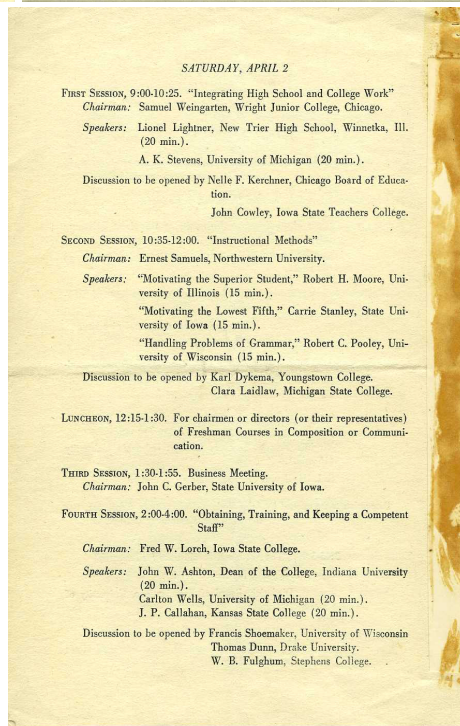 SATURDAY, APRIL 2
FIRST SESSION, 9:00-10:25. "Integrating High School and College Work"
Chairman: Samuel Weingarten, Wright Junior College, Chicago.
Speakers: Lionel Lightner, New Trier High School, Winnetka, Ill.
(20 min.).
A. K. Stevens, University of Michigan (20 min.).
Discussion to be opened by Nelle F. Kerchner, Chicago Board of Educa-
tion.
John Cowley, Iowa State Teachers College.
SECOND SESSION, 10:35-12:00. "Instructional Methods"
Chairman: Ernest Samuels, Northwestern University.
Speakers: "Motivating the Superior Student," Robert H. Moore, Uni-
versity of Illinois (15 min.).
"Motivating the Lowest Fifth," Carrie Stanley, State Uni-
versity of Iowa (15 min.).
"Handling Problems of Grammar," Robert C. Pooley, Uni-
versity of Wisconsin (15 min.).
Discussion to be opened by Karl Dykema, Youngstown College.
Clara Laidlaw, Michigan State College.
LUNCHEON, 12:15-1:30. For chairmen or directors (or their representatives)
of Freshman Courses in Composition or Communi-
cation.
THIRD SESSION, 1:30-1:55. Business Meeting.
Chairman: John C. Gerber, State University of Iowa.
FOURTH SESSION, 2:00-4:00. "Obtaining, Training, and Keeping a Competent
Staff"
Chairman: Fred W. Lorch, Iowa State College.
Speakers: John W. Ashton, Dean of the College, Indiana University
(20 min.).
Carlton Wells, University of Michigan (20 min.).
J. P. Callahan, Kansas State College (20 min.).
Discussion to be opened by Francis Shoemaker, University of Wisconsin
Thomas Dunn, Drake University.
W. B. Fulghum, Stephens College.